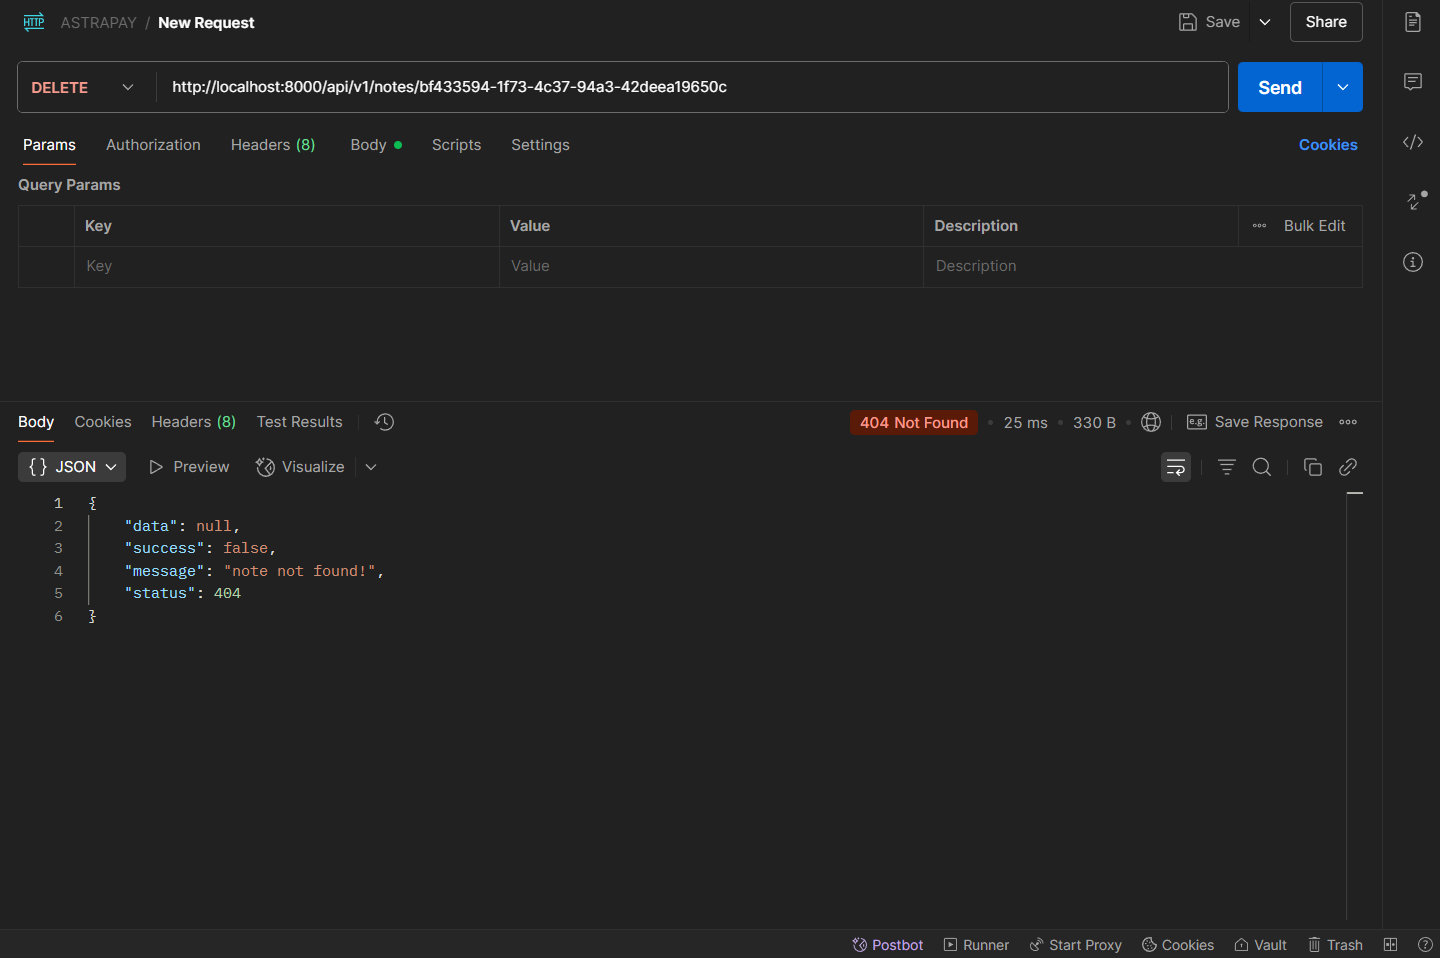 HTTP ASTRAPAY / New Request Save Share
DELETE http://localhost:8000/api/v1/notes/bf433594-1f73-4c37-94a3-42deea19650c Send
Params Authorization Headers (8) Body Scripts Settings Cookies
Query Params
Key Value Description Bulk Edit
Key Value Description
Body Cookies Headers (8) Test Results 404 Not Found 25 ms 330 B e.g. Save Response
{} JSON Preview Visualize
1 {
2 "data": null,
3 "success": false,
4 "message": "note not found!",
5 "status": 404
6 }
Postbot Runner Start Proxy Cookies Vault Trash